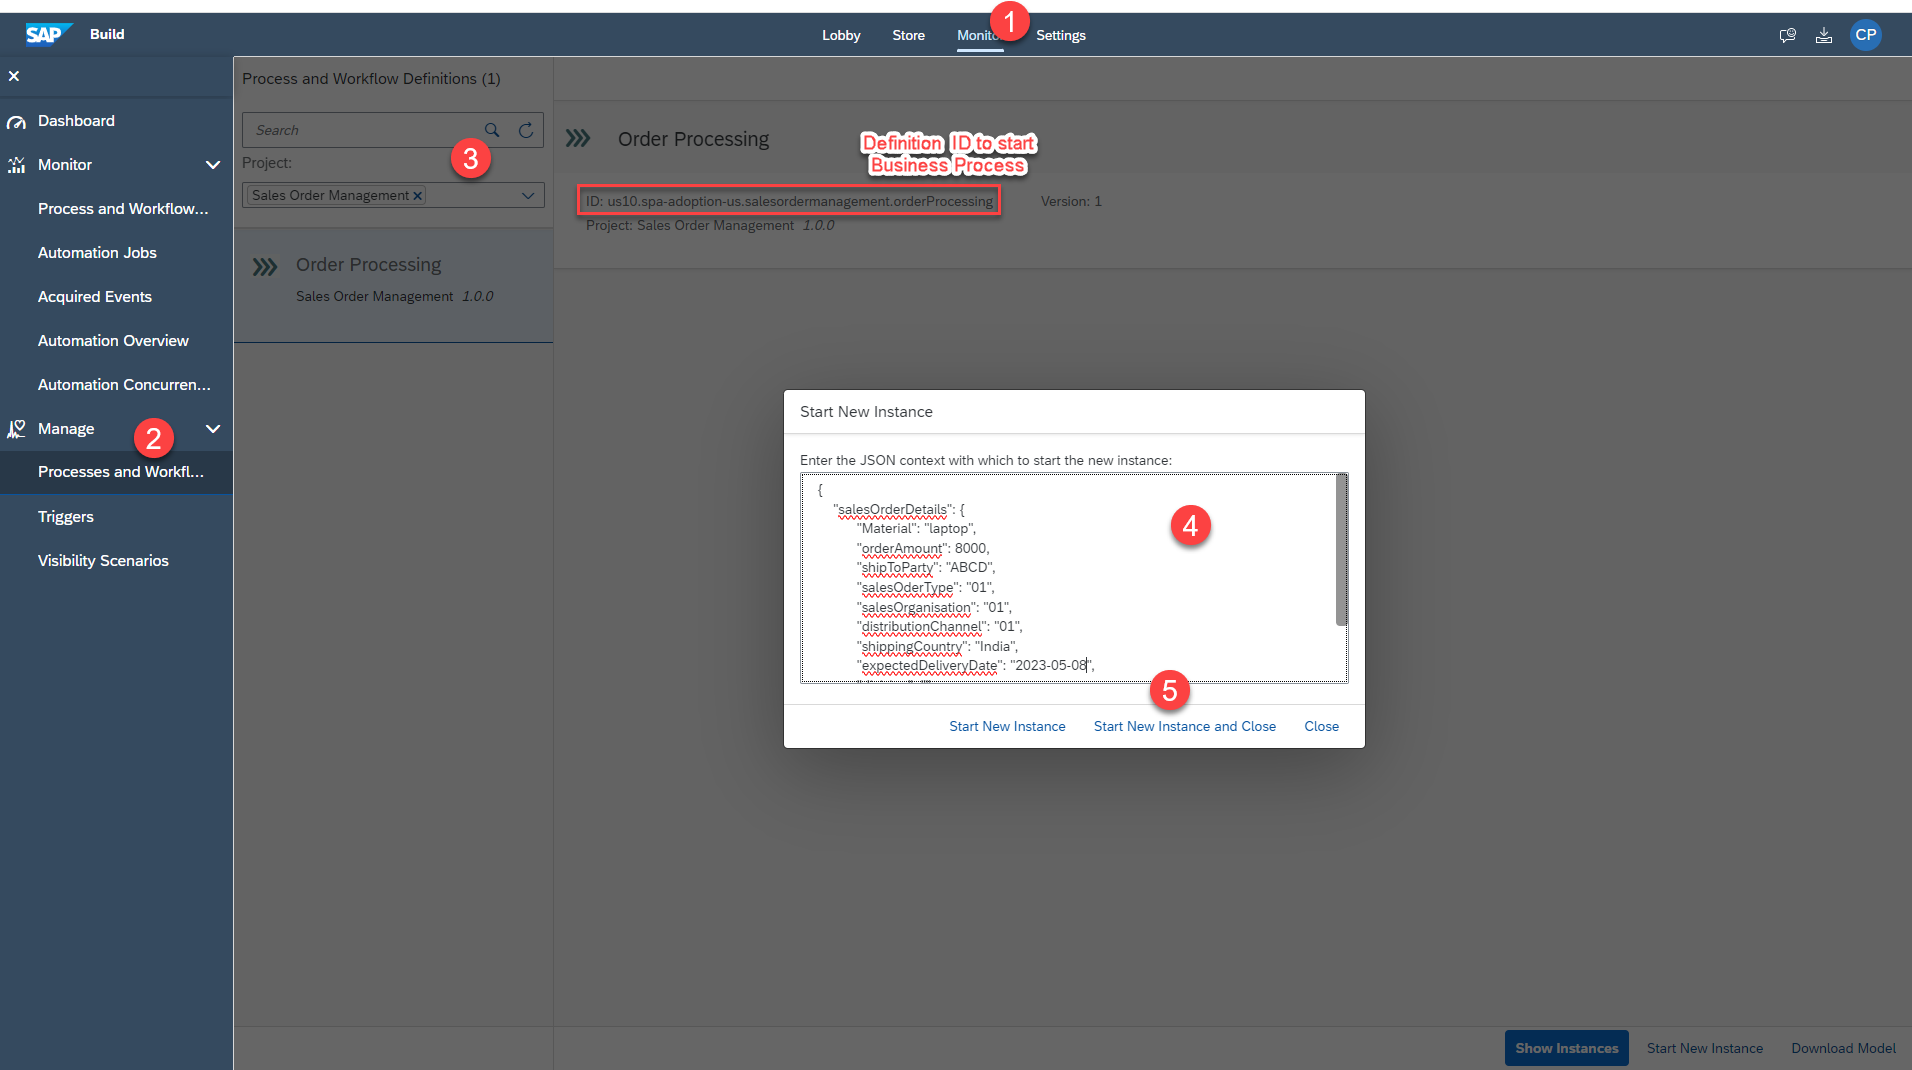 SAP Build
Lobby Store Monitor 1 Settings CP
Dashboard
Monitor
Process and Workflow...
Automation Jobs
Acquired Events
Automation Overview
Automation Concurren...
Manage
2
Processes and Workfl...
Triggers
Visibility Scenarios
Process and Workflow Definitions (1)
Search
3
Project:
Sales Order Management
Order Processing
Sales Order Management 1.0.0
Order Processing
Definition ID to start
Business Process
ID: us10.spa-adoption-us.salesordermanagement.orderProcessing Version: 1
Project: Sales Order Management 1.0.0
Start New Instance
Enter the JSON context with which to start the new instance:
{
"salesOrderDetails": {
"Material": "laptop",
"orderAmount": 8000,
"shipToParty": "ABCD",
"salesOderType": "01",
"salesOrganisation": "01",
"distributionChannel": "01",
"shippingCountry": "India",
"expectedDeliveryDate": "2023-05-08",
4
5
Start New Instance Start New Instance and Close Close
Show Instances Start New Instance Download Model